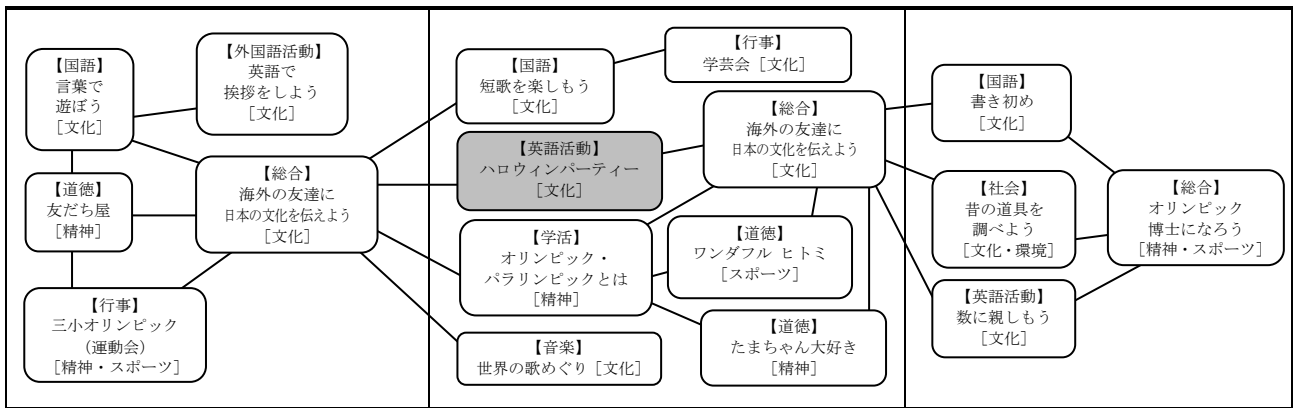 【国語】
言葉で
遊ぼう
［文化］
【外国語活動】
英語で
挨拶をしよう
［文化］
【道徳】
友だち屋
［精神］
【総合】
海外の友達に
日本の文化を伝えよう
［文化］
【行事】
三小オリンピック
（運動会）
［精神・スポーツ］
【国語】
短歌を楽しもう
［文化］
【行事】
学芸会［文化］
【英語活動】
ハロウィンパーティー
［文化］
【総合】
海外の友達に
日本の文化を伝えよう
［文化］
【学活】
オリンピック・
パラリンピックとは
［精神］
【道徳】
ワンダフル ヒトミ
［スポーツ］
【音楽】
世界の歌めぐり［文化］
【道徳】
たまちゃん大好き
［精神］
【国語】
書き初め
［文化］
【社会】
昔の道具を
調べよう
［文化・環境］
【総合】
オリンピック
博士になろう
［精神・スポーツ］
【英語活動】
数に親しもう
［文化］